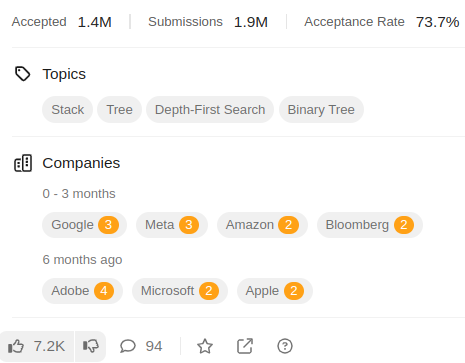 Accepted 1.4M Submissions 1.9M Acceptance Rate 73.7%
Topics
Stack Tree Depth-First Search Binary Tree
Companies
0 - 3 months
Google 3 Meta 3 Amazon 2 Bloomberg 2
6 months ago
Adobe 4 Microsoft 2 Apple 2
7.2K 94